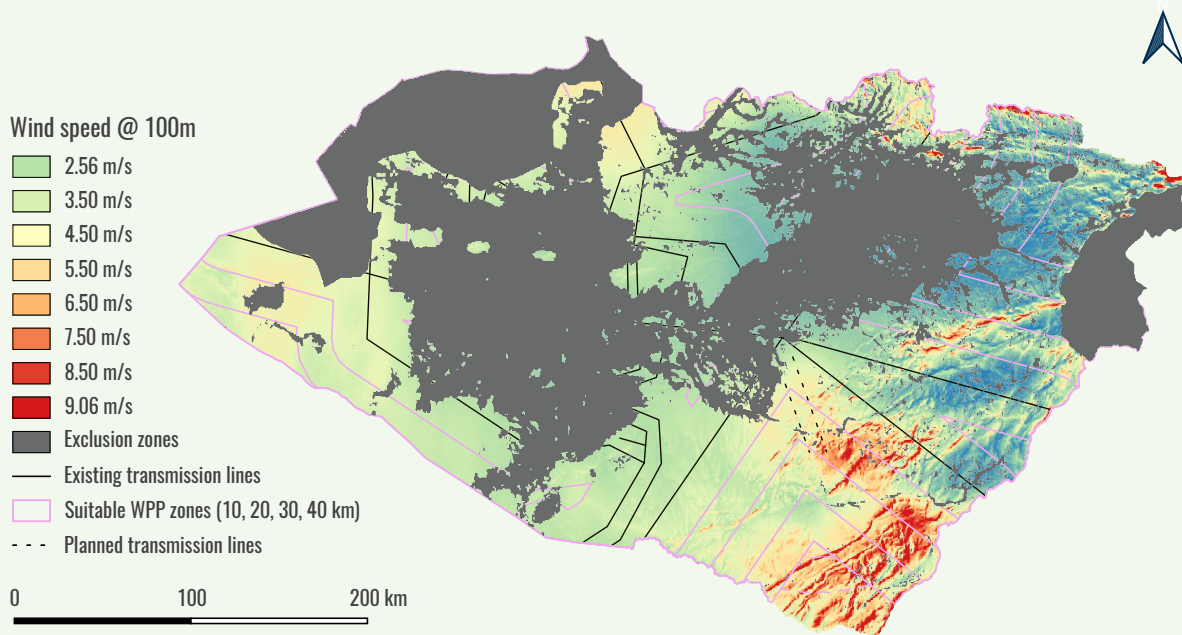 Wind speed @ 100m
2.56 m/s
3.50 m/s
4.50 m/s
5.50 m/s
6.50 m/s
7.50 m/s
8.50 m/s
9.06 m/s
Exclusion zones
Existing transmission lines
Suitable WPP zones (10, 20, 30, 40 km)
Planned transmission lines
0 100 200 km